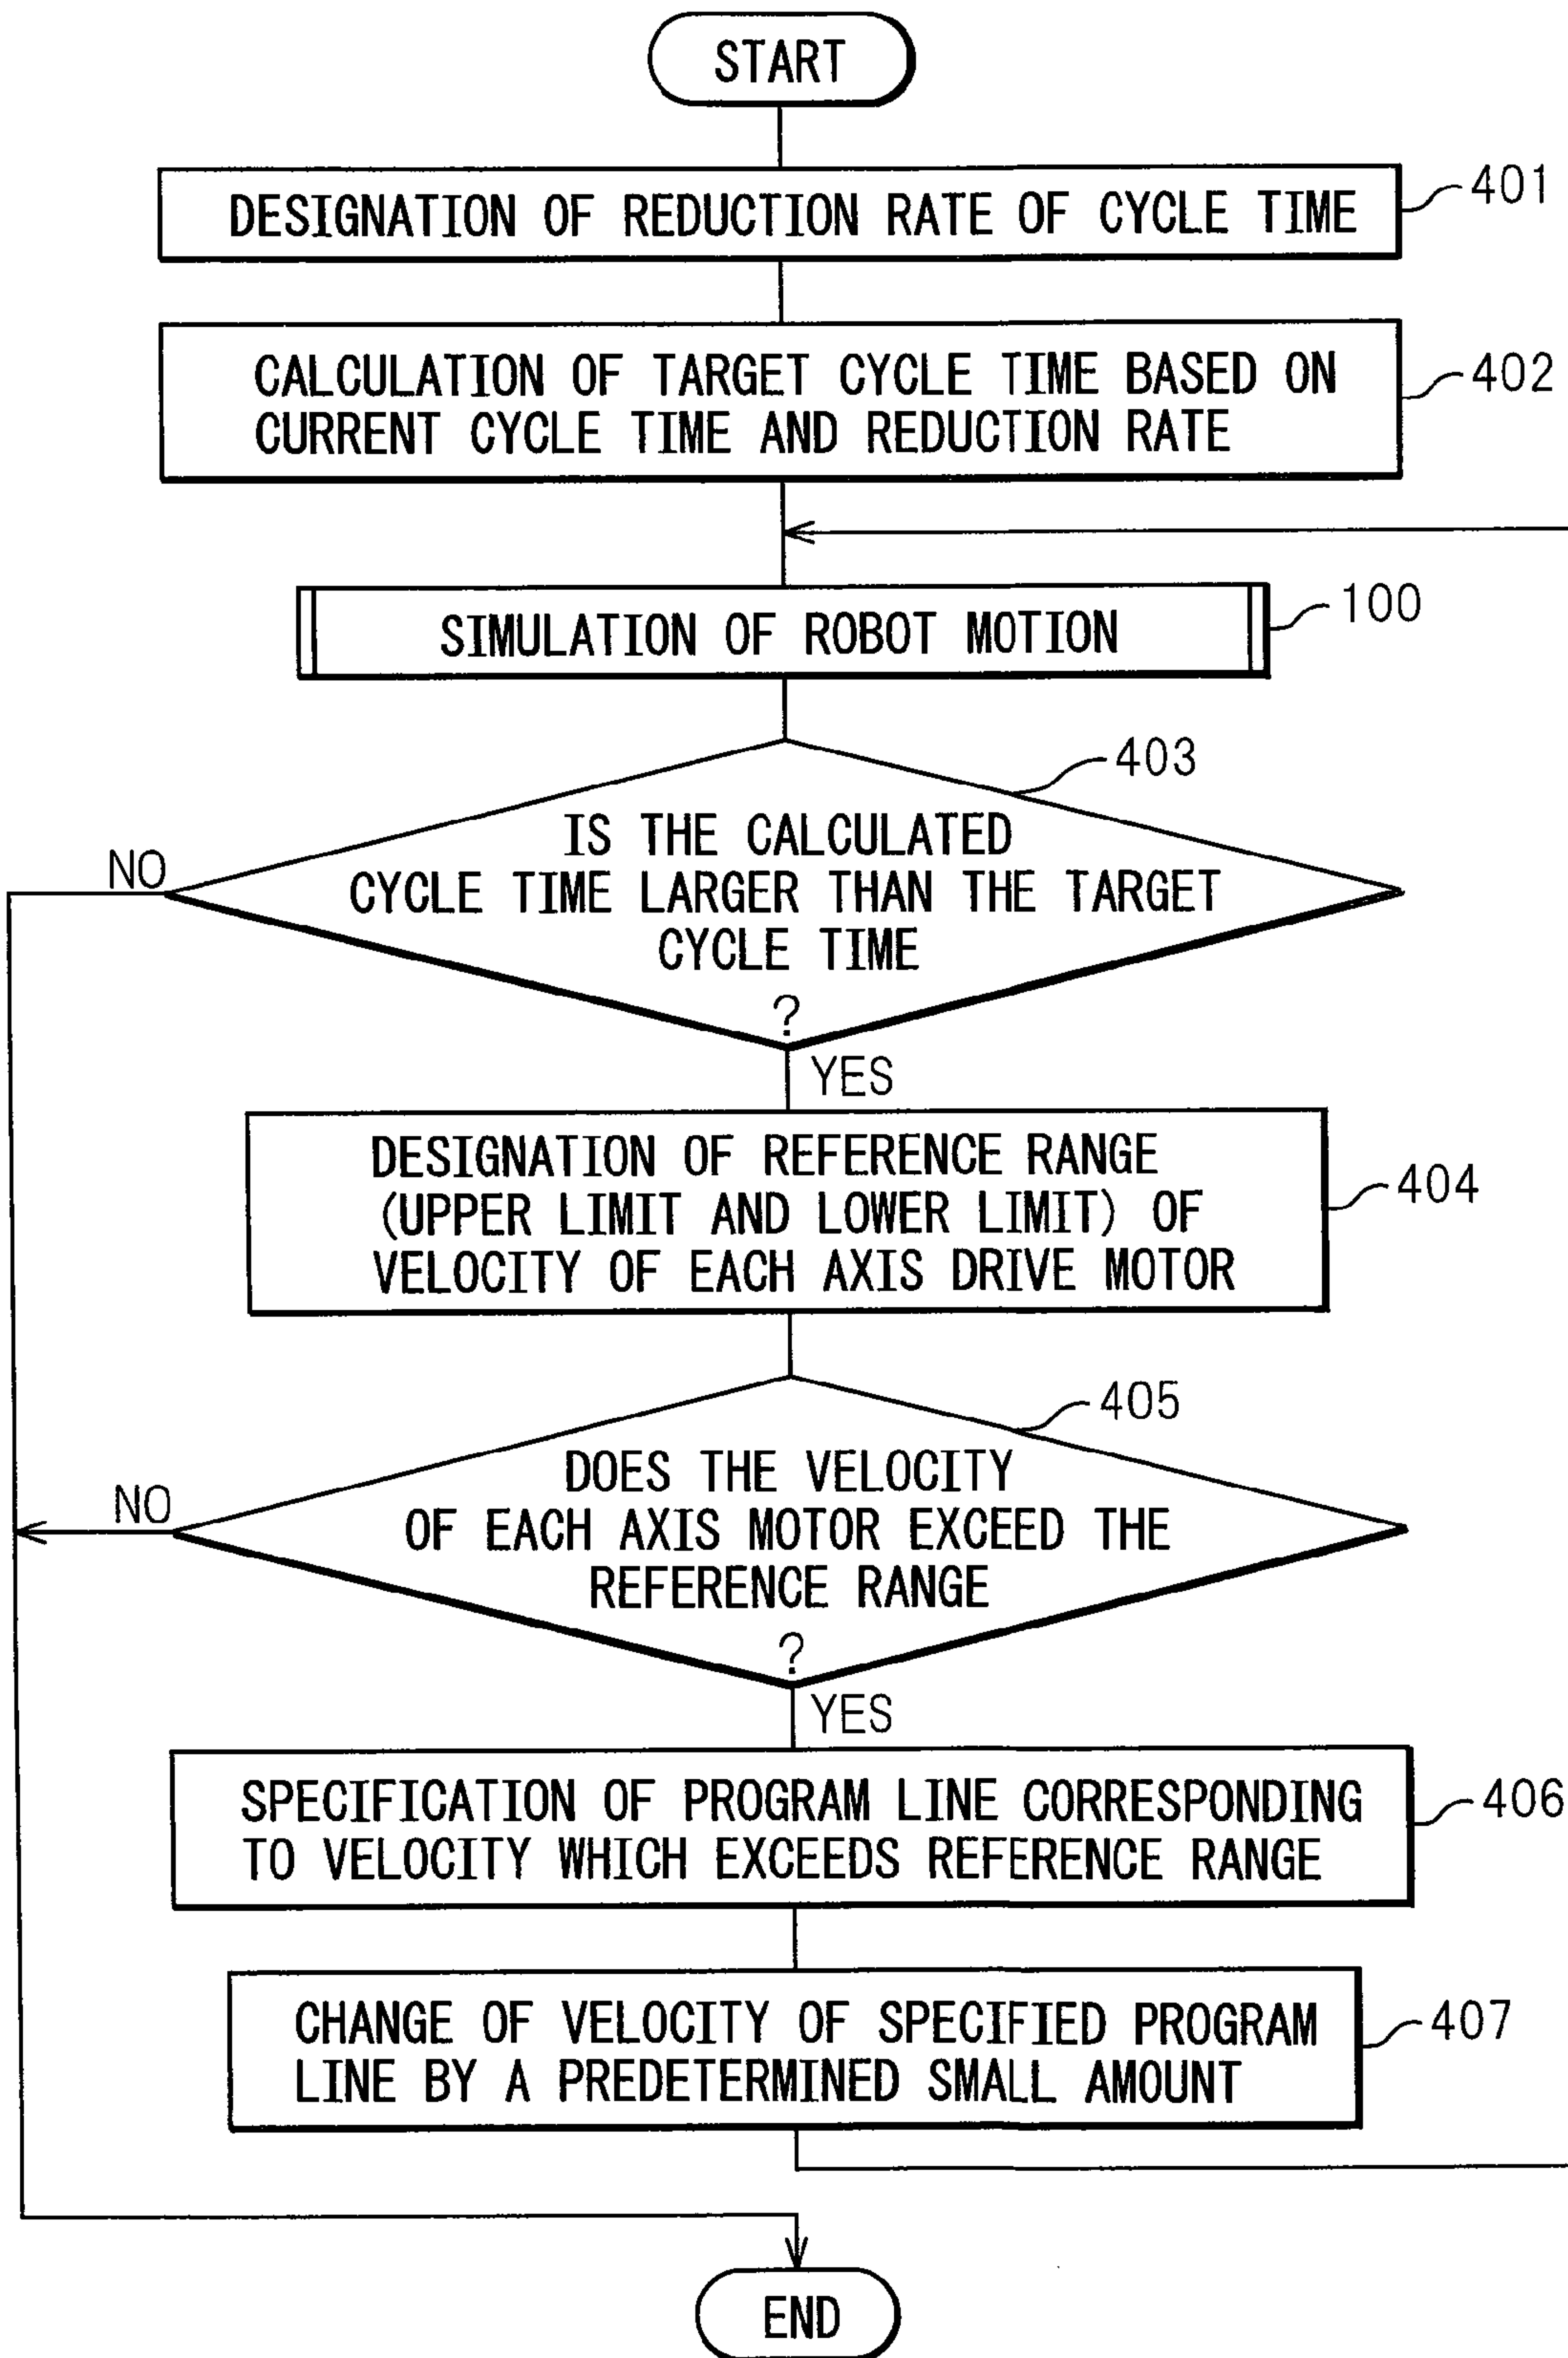 START
DESIGNATION OF REDUCTION RATE OF CYCLE TIME
401
CALCULATION OF TARGET CYCLE TIME BASED ON
CURRENT CYCLE TIME AND REDUCTION RATE
402
SIMULATION OF ROBOT MOTION
100
403
IS THE CALCULATED
CYCLE TIME LARGER THAN THE TARGET
CYCLE TIME
?
NO
YES
DESIGNATION OF REFERENCE RANGE
(UPPER LIMIT AND LOWER LIMIT) OF
VELOCITY OF EACH AXIS DRIVE MOTOR
404
405
DOES THE VELOCITY
OF EACH AXIS MOTOR EXCEED THE
REFERENCE RANGE
?
NO
YES
SPECIFICATION OF PROGRAM LINE CORRESPONDING
TO VELOCITY WHICH EXCEEDS REFERENCE RANGE
406
CHANGE OF VELOCITY OF SPECIFIED PROGRAM
LINE BY A PREDETERMINED SMALL AMOUNT
407
END